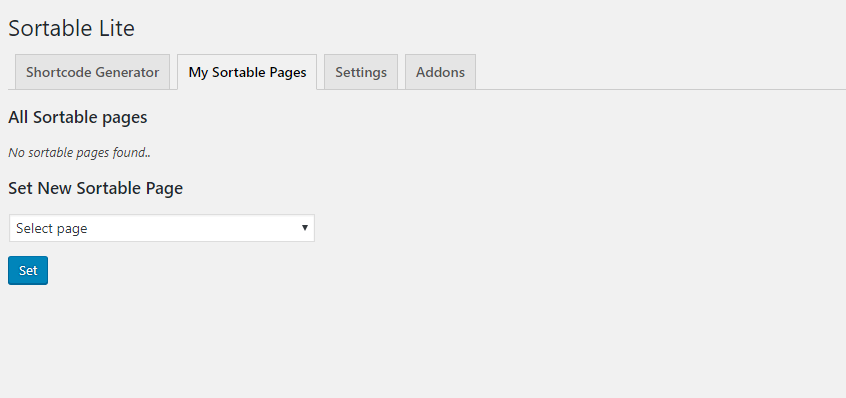 Sortable Lite
Shortcode Generator My Sortable Pages Settings Addons
All Sortable pages
No sortable pages found..
Set New Sortable Page
Select page
Set